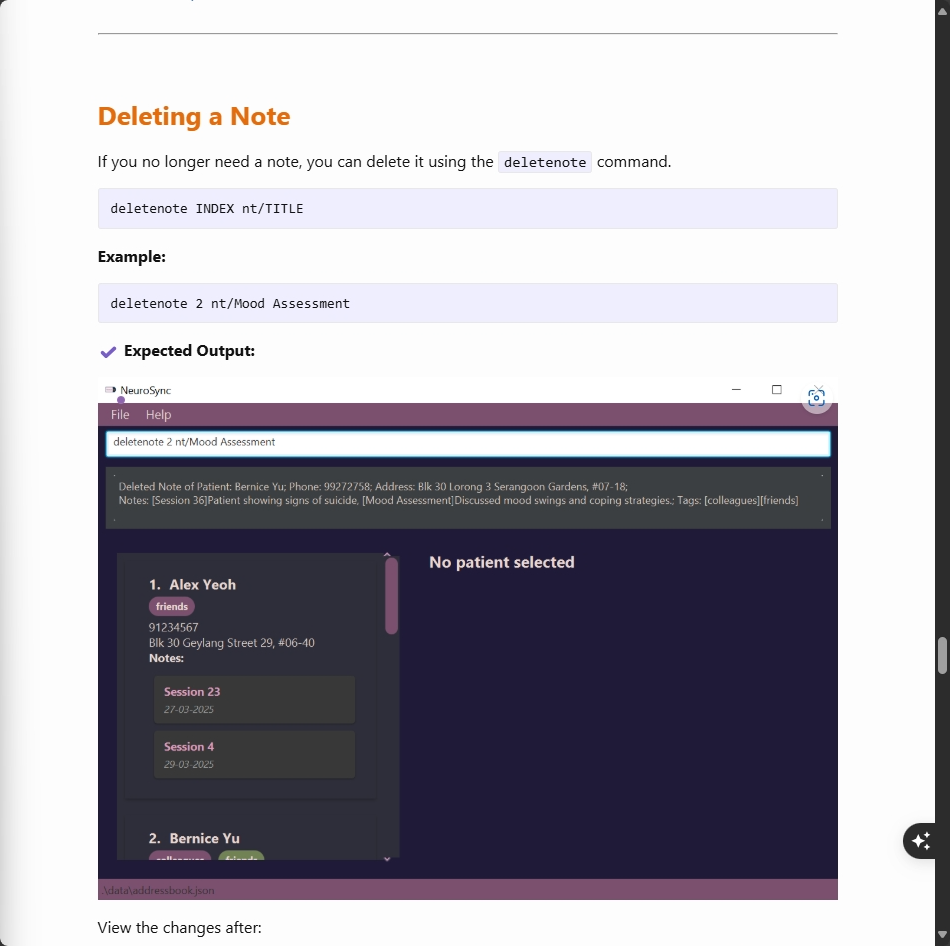 Deleting a Note
If you no longer need a note, you can delete it using the deletenote command.
deletenote INDEX nt/TITLE
Example:
deletenote 2 nt/Mood Assessment
Expected Output:
NeuroSync
File Help
deletenote 2 nt/Mood Assessment
Deleted Note of Patient: Bernice Yu; Phone: 99272758; Address: Blk 30 Lorong 3 Serangoon Gardens, #07-18;
Notes: [Session 36]Patient showing signs of suicide, [Mood Assessment]Discussed mood swings and coping strategies.; Tags: [colleagues][friends]
1. Alex Yeoh
friends
91234567
Blk 30 Geylang Street 29, #06-40
Notes:
Session 23
27-03-2025
Session 4
29-03-2025
2. Bernice Yu
colleagues friends
No patient selected
.\data\addressbook.json
View the changes after: